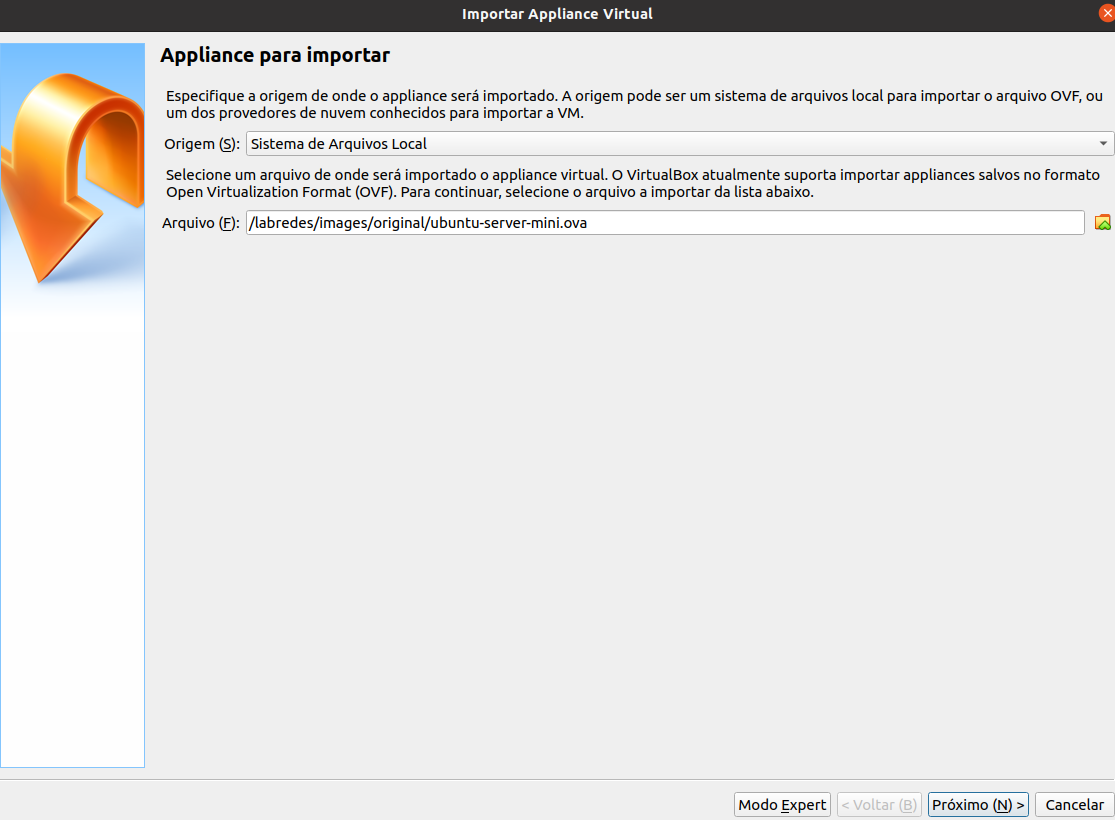 Importar Appliance Virtual
Appliance para importar
Especifique a origem de onde o appliance será importado. A origem pode ser um sistema de arquivos local para importar o arquivo OVF, ou
um dos provedores de nuvem conhecidos para importar a VM.
Origem (S): Sistema de Arquivos Local
Selecione um arquivo de onde será importado o appliance virtual. O VirtualBox atualmente suporta importar appliances salvos no formato
Open Virtualization Format (OVF). Para continuar, selecione o arquivo a importar da lista abaixo.
Arquivo (F): /labredes/images/original/ubuntu-server-mini.ova
Modo Expert < Voltar (B) Próximo (N) > Cancelar